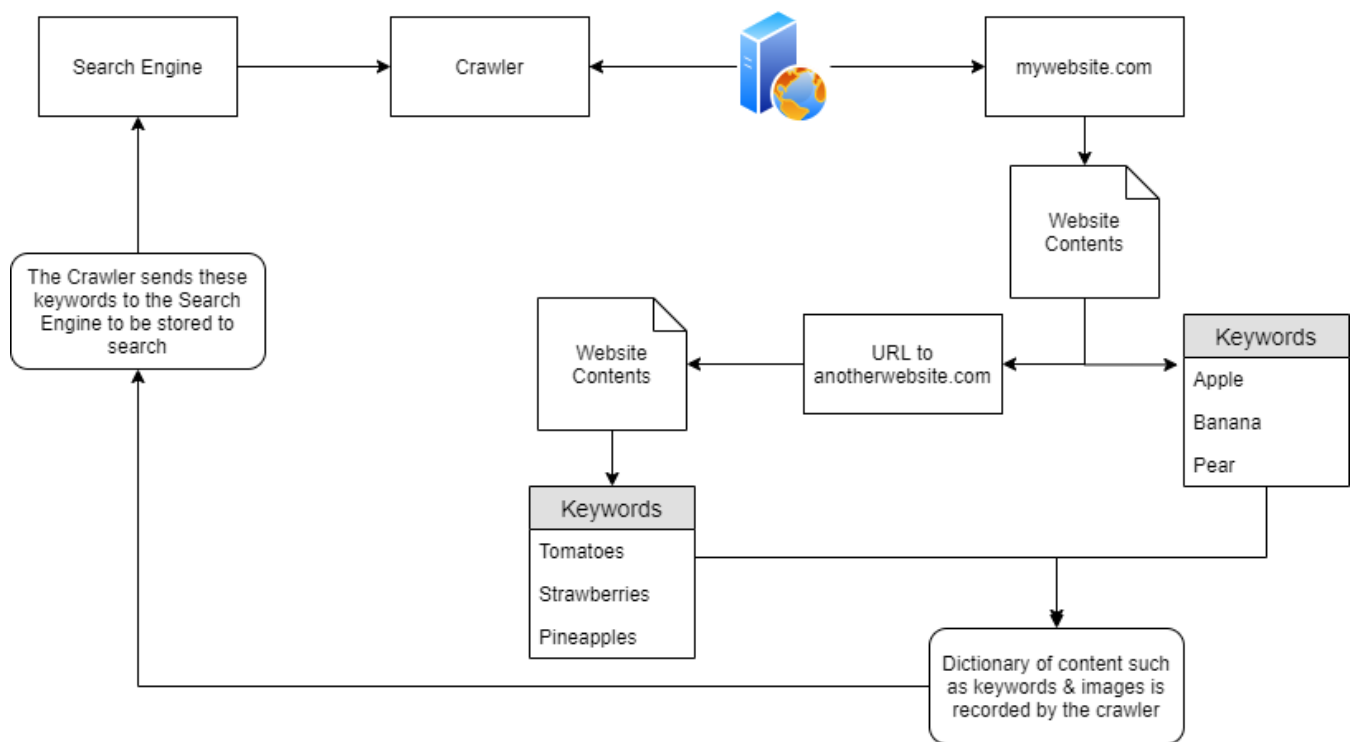 Search Engine
Crawler
mywebsite.com
Website
Contents
The Crawler sends these
keywords to the Search
Engine to be stored to
search
Website
Contents
URL to
anotherwebsite.com
Keywords
Apple
Banana
Pear
Keywords
Tomatoes
Strawberries
Pineapples
Dictionary of content such
as keywords & images is
recorded by the crawler